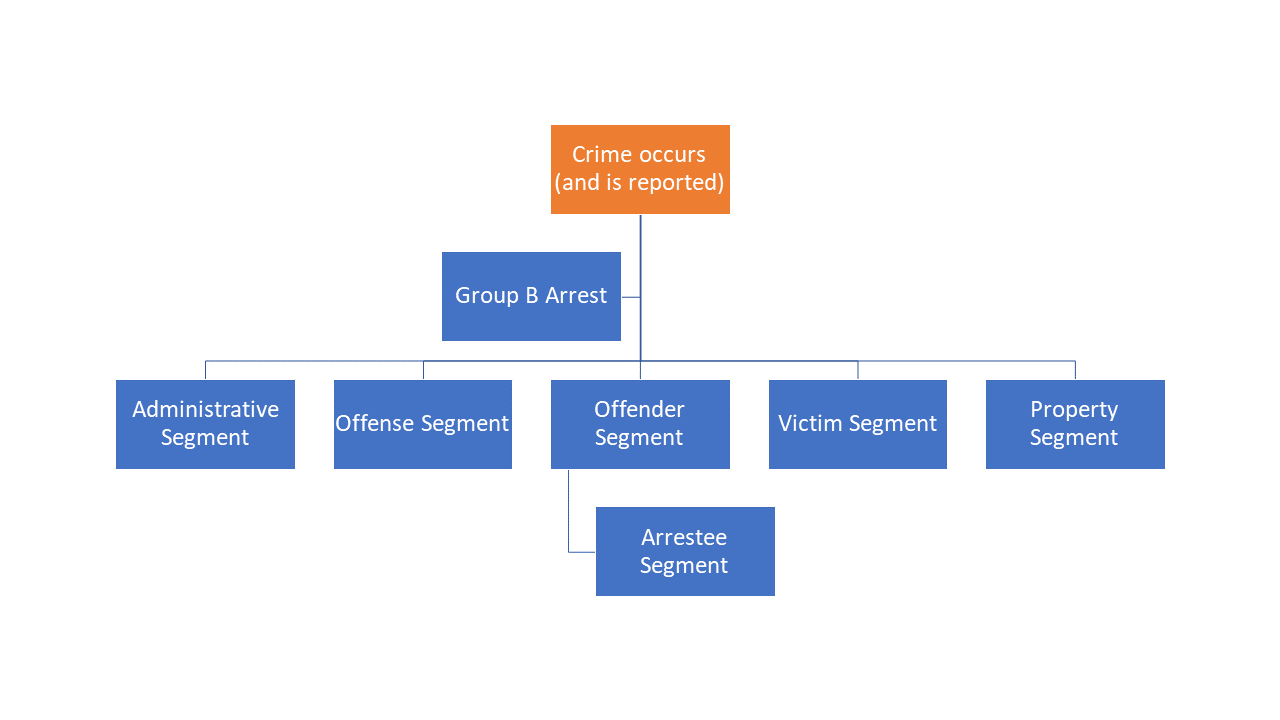 Crime occurs
(and is reported)
Group B Arrest
Administrative
Segment
Offense Segment
Offender
Segment
Victim Segment
Property
Segment
Arrestee
Segment